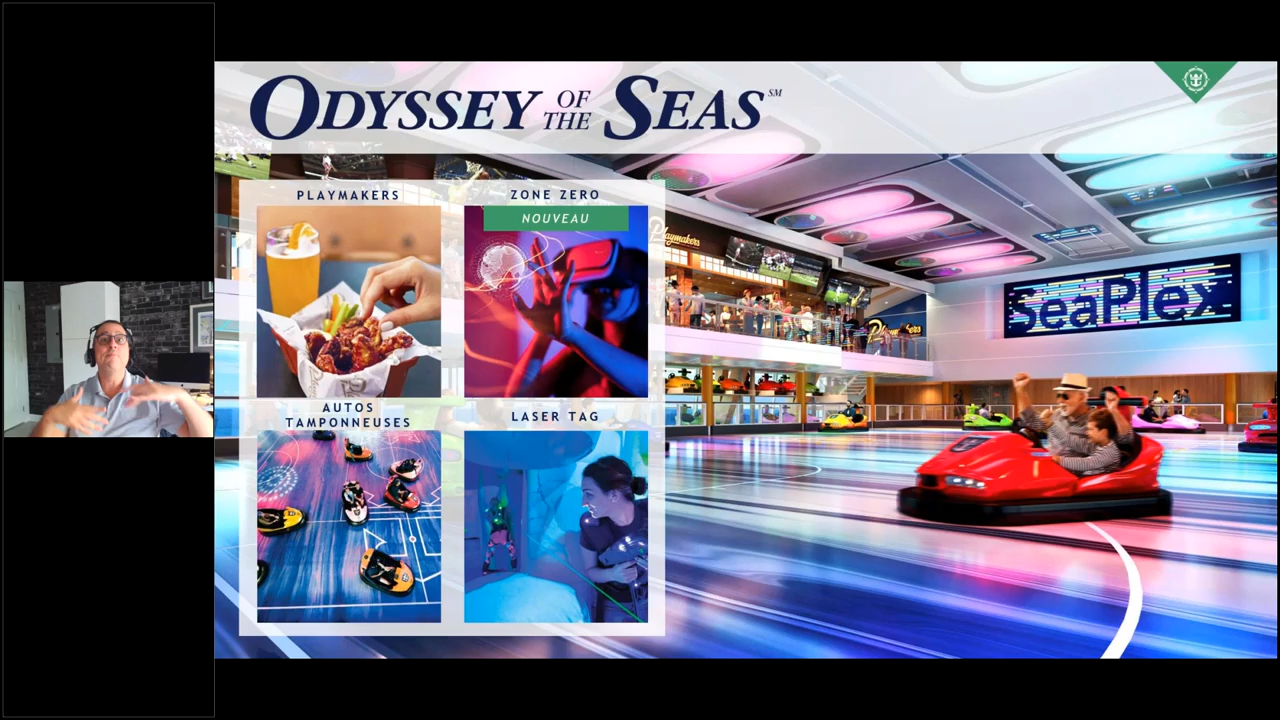 ODYSSEY OF THE SEAS SM
PLAYMAKERS
ZONE ZERO
NOUVEAU
AUTOS
TAMPONNEUSES
LASER TAG
Playmakers
Playmakers
SeaPlex